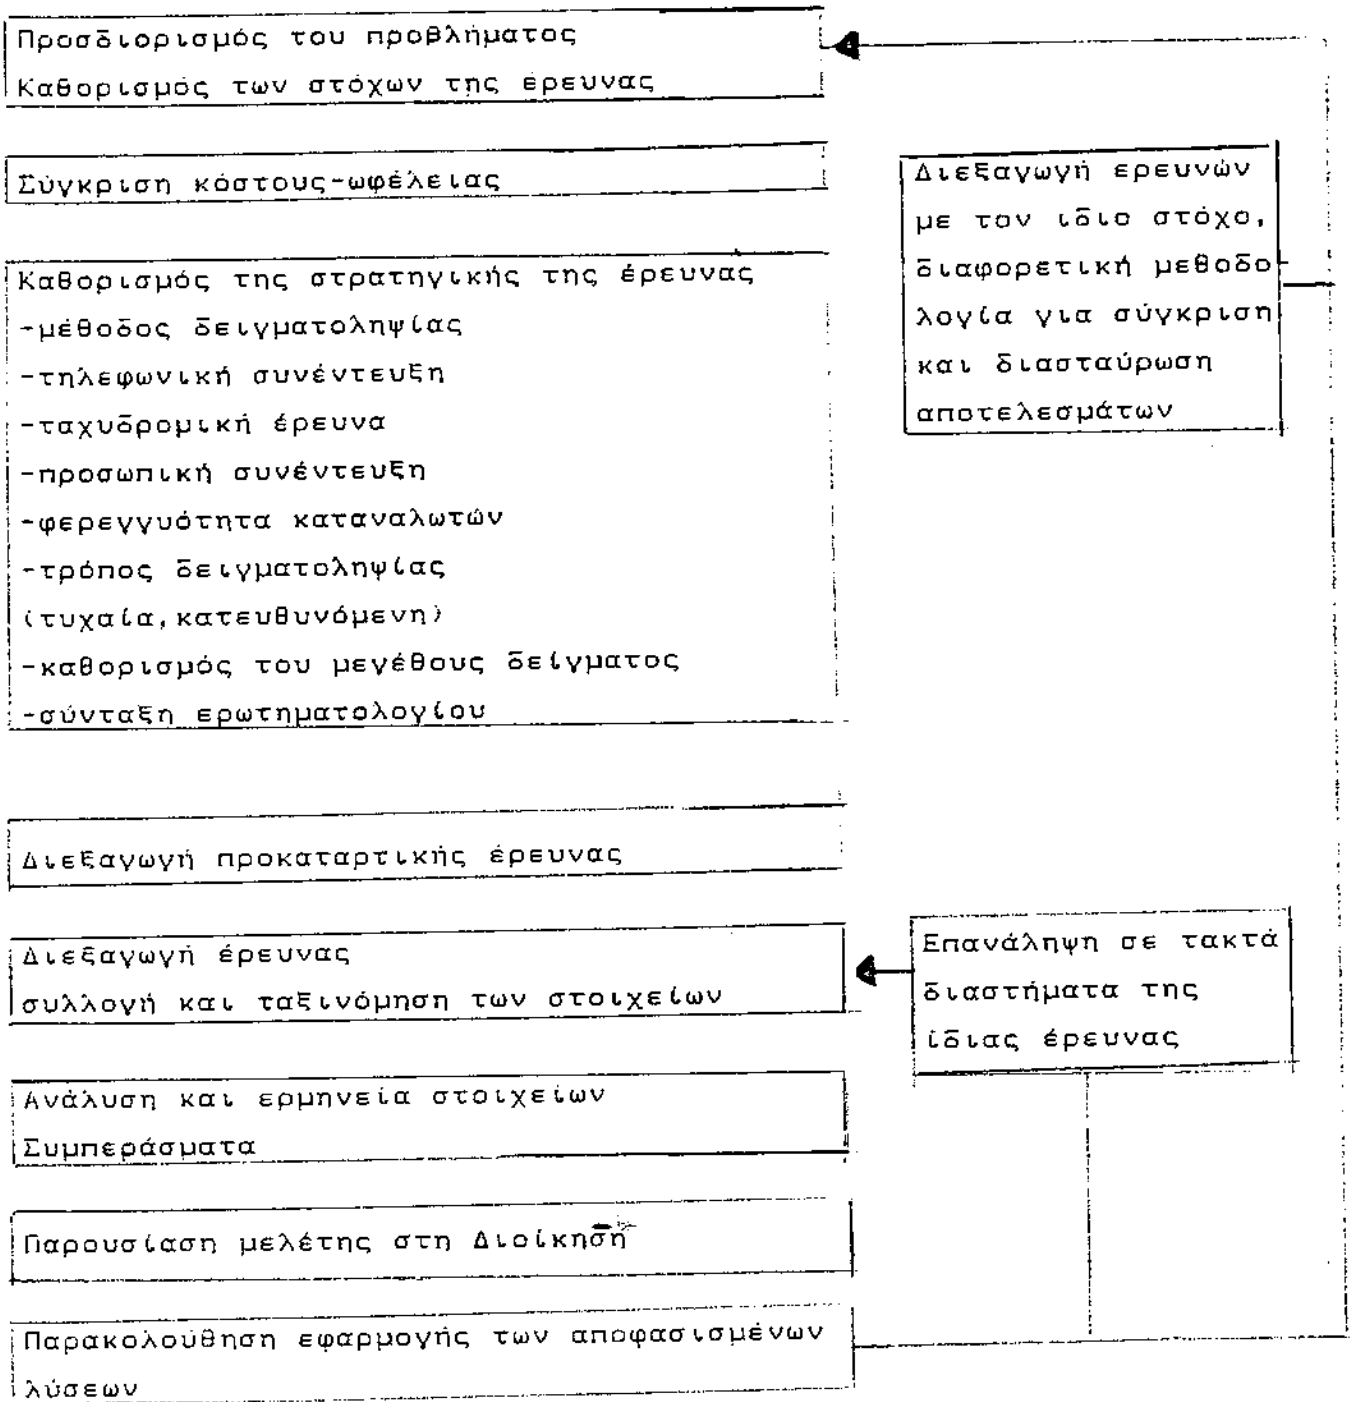 Προσδιορισμός του προβλήματος
Καθορισμός των στόχων της έρευνας
Σύγκριση κόστους-ωφέλειας
Καθορισμός της στρατηγικής της έρευνας
-μέθοδος δειγματοληψίας
-τηλεφωνική συνέντευξη
-ταχυδρομική έρευνα
-προσωπική συνέντευξη
-φερεγγυότητα καταναλωτών
-τρόπος δειγματοληψίας
(τυχαία,κατευθυνόμενη)
-καθορισμός του μεγέθους δείγματος
-σύνταξη ερωτηματολογίου
Διεξαγωγή προκαταρτικής έρευνας
Διεξαγωγή έρευνας
συλλογή και ταξινόμηση των στοιχείων
Ανάλυση και ερμηνεία στοιχείων
Συμπεράσματα
Παρουσίαση μελέτης στη Διοίκηση
Παρακολούθηση εφαρμογής των αποφασισμένων
λύσεων
Διεξαγωγή ερευνών
με τον ιδιο στόχο,
διαφορετική μεθοδο
λογία για σύγκριση
και διασταύρωση
αποτελεσμάτων
Επανάληψη σε τακτά
διαστήματα της
ίδιας έρευνας